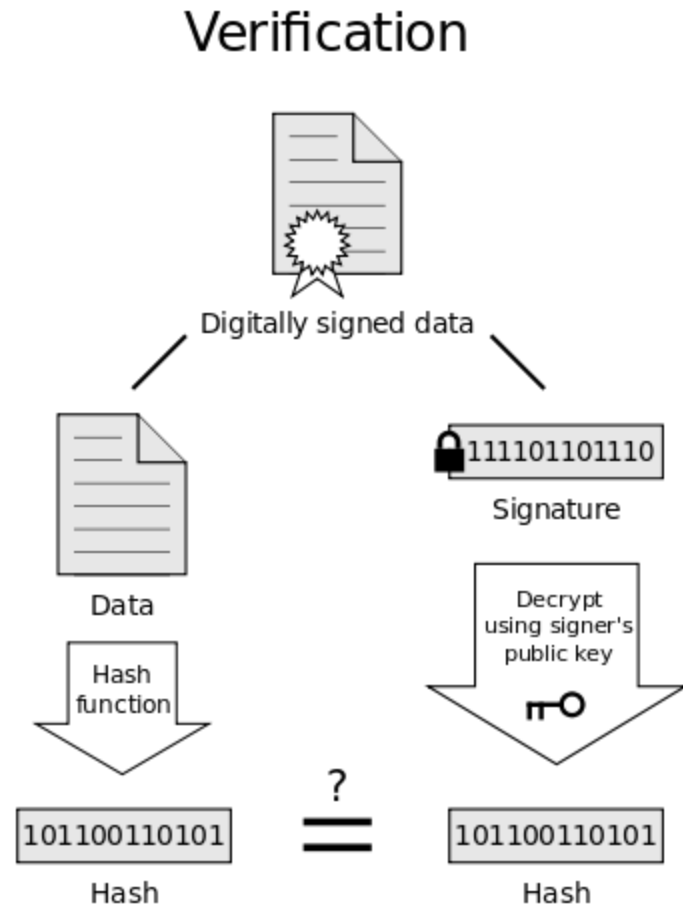 Verification
Digitally signed data
111101101110
Signature
Data
Decrypt
using signer's
public key
Hash
function
?
=
101100110101
101100110101
Hash
Hash